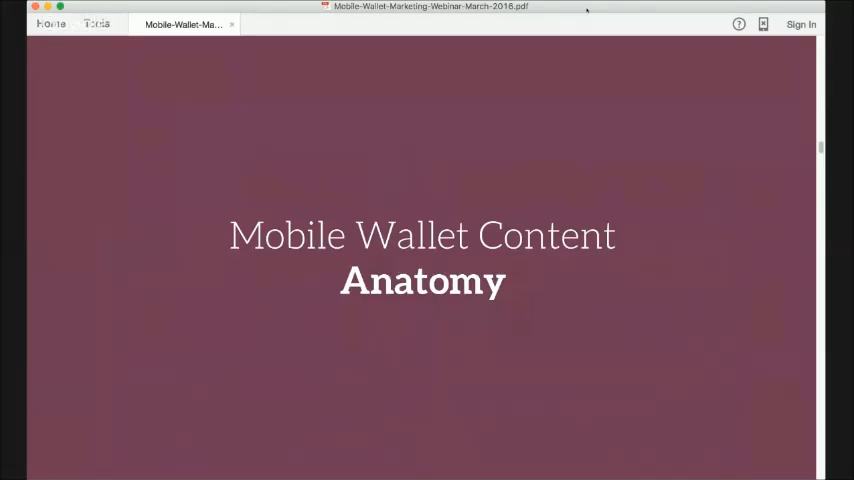 Mobile-Wallet-Marketing-Webinar-March-2016.pdf
Home Tools Mobile-Wallet-Ma... × ? Sign In
Mobile Wallet Content
Anatomy